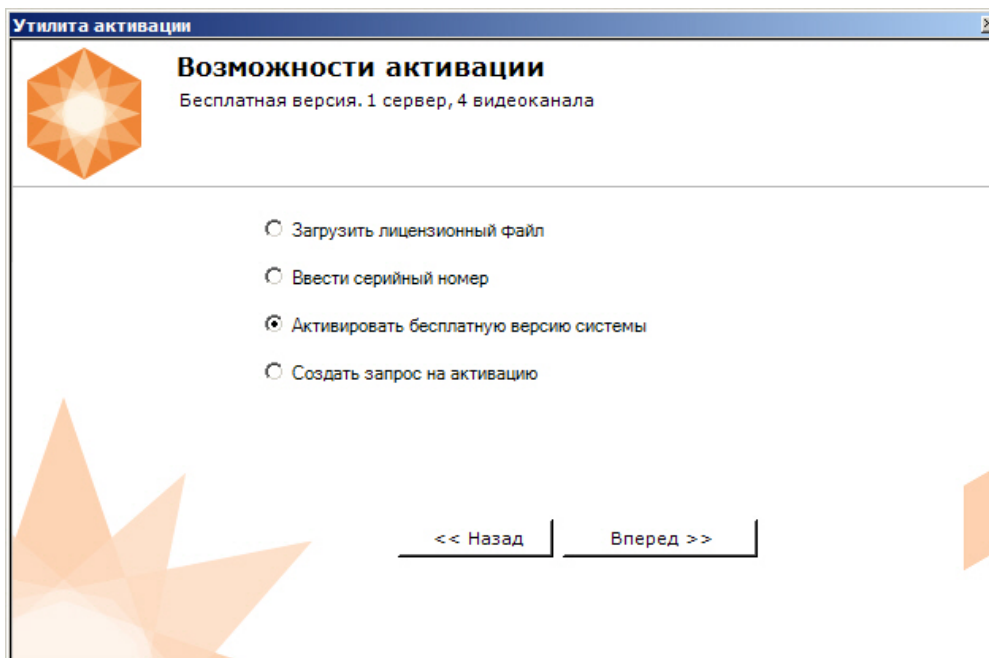 Утилита активации
Возможности активации
Бесплатная версия. 1 сервер, 4 видеоканала
Загрузить лицензионный файл
Ввести серийный номер
Активировать бесплатную версию системы
Создать запрос на активацию
<< Назад
Вперед >>